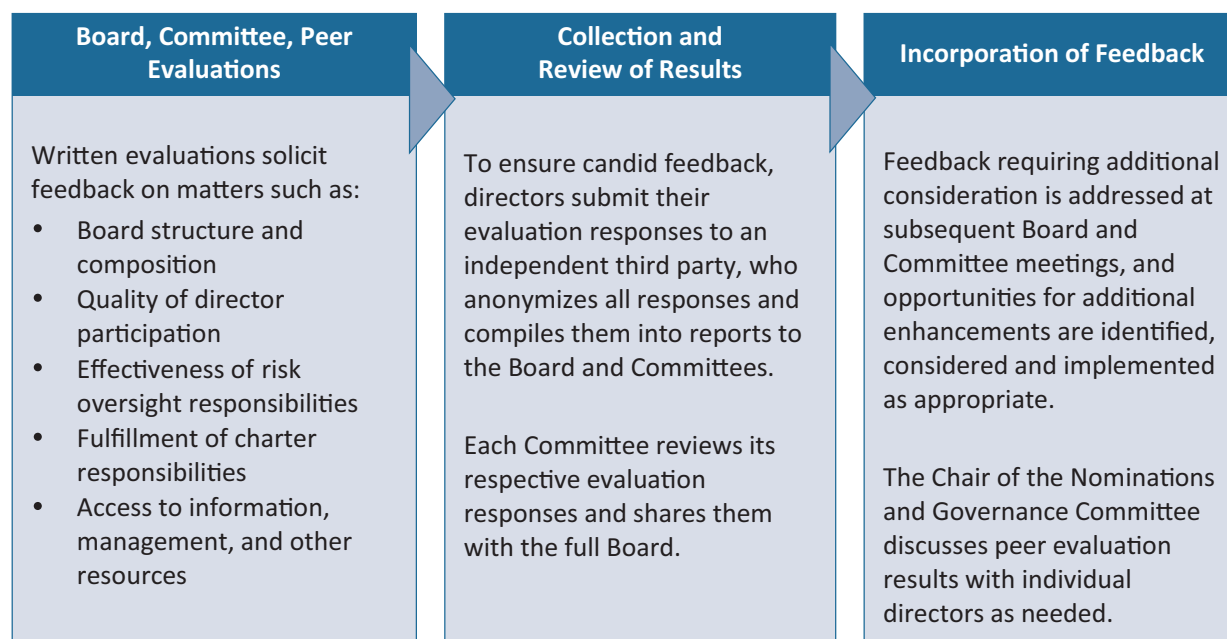 Board, Committee, Peer
Evaluations
Written evaluations solicit
feedback on matters such as:
• Board structure and
composition
• Quality of director
participation
• Effectiveness of risk
oversight responsibilities
• Fulfillment of charter
responsibilities
• Access to information,
management, and other
resources
Collection and
Review of Results
To ensure candid feedback,
directors submit their
evaluation responses to an
independent third party, who
anonymizes all responses and
compiles them into reports to
the Board and Committees.
Each Committee reviews its
respective evaluation
responses and shares them
with the full Board.
Incorporation of Feedback
Feedback requiring additional
consideration is addressed at
subsequent Board and
Committee meetings, and
opportunities for additional
enhancements are identified,
considered and implemented
as appropriate.
The Chair of the Nominations
and Governance Committee
discusses peer evaluation
results with individual
directors as needed.